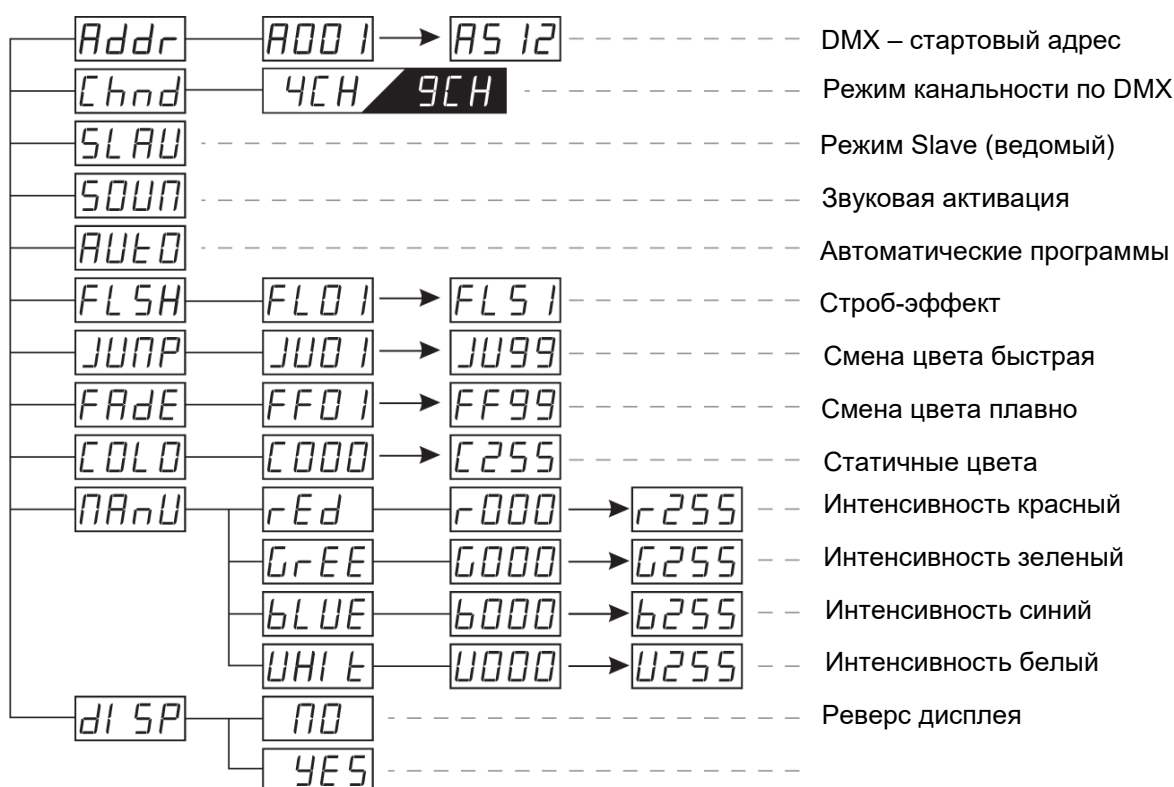 Addr A001 A512 DMX – стартовый адрес
Chnd 4CH 9CH Режим канальности по DMX
SLAU Режим Slave (ведомый)
SOUN Звуковая активация
AUtO Автоматические программы
FLSH FL01 FL51 Строб-эффект
JUNP JU01 JU99 Смена цвета быстрая
FAdE FF01 FF99 Смена цвета плавно
COLO C000 C255 Статичные цвета
NAnU rEd r000 r255 Интенсивность красный
GrEE G000 G255 Интенсивность зеленый
bLUE b000 b255 Интенсивность синий
UHIt U000 U255 Интенсивность белый
dISP NO Реверс дисплея
YES